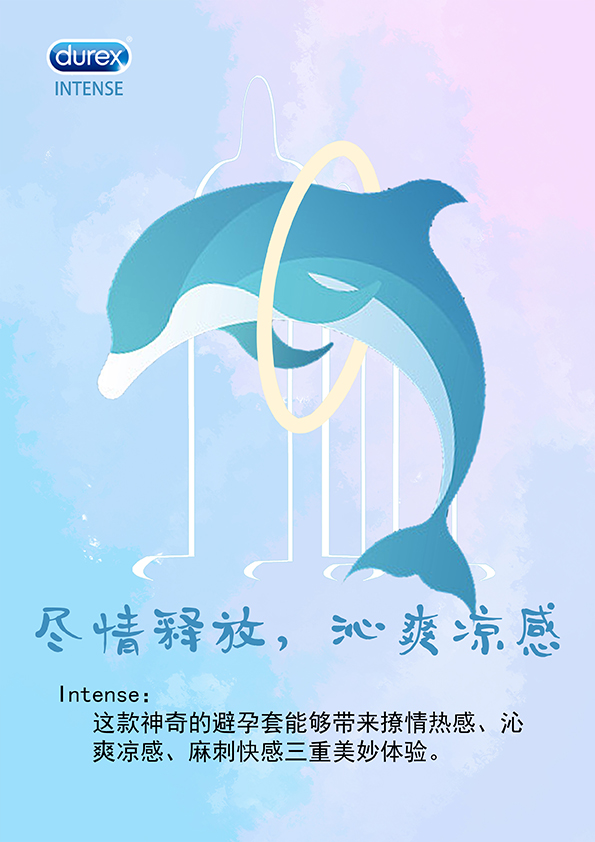 durex
INTENSE
尽情释放，沁爽凉感
Intense：
这款神奇的避孕套能够带来撩情热感、沁
爽凉感、麻刺快感三重美妙体验。